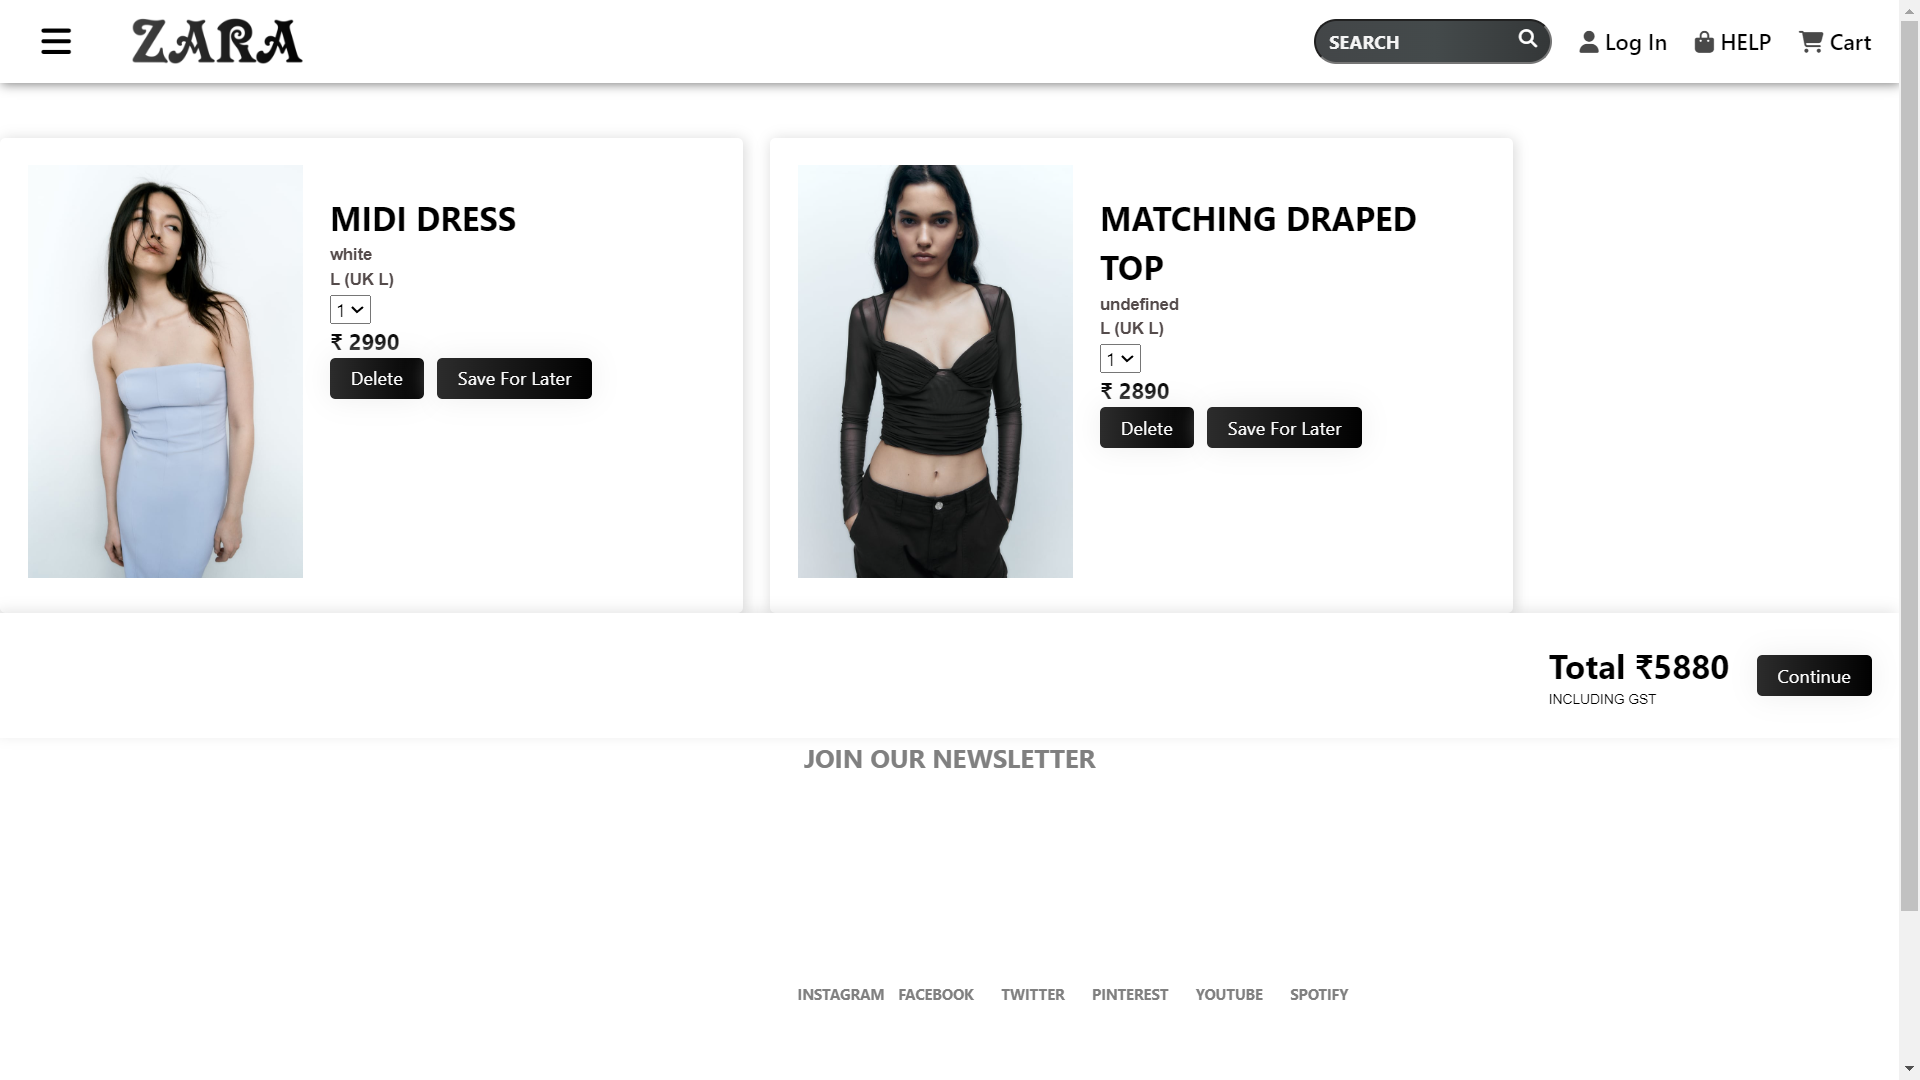 ZARA
SEARCH
Log In
HELP
Cart
MIDI DRESS
white
L (UK L)
1
₹ 2990
Delete
Save For Later
MATCHING DRAPED
TOP
undefined
L (UK L)
1
₹ 2890
Delete
Save For Later
Total ₹5880
INCLUDING GST
Continue
JOIN OUR NEWSLETTER
INSTAGRAM FACEBOOK TWITTER PINTEREST YOUTUBE SPOTIFY